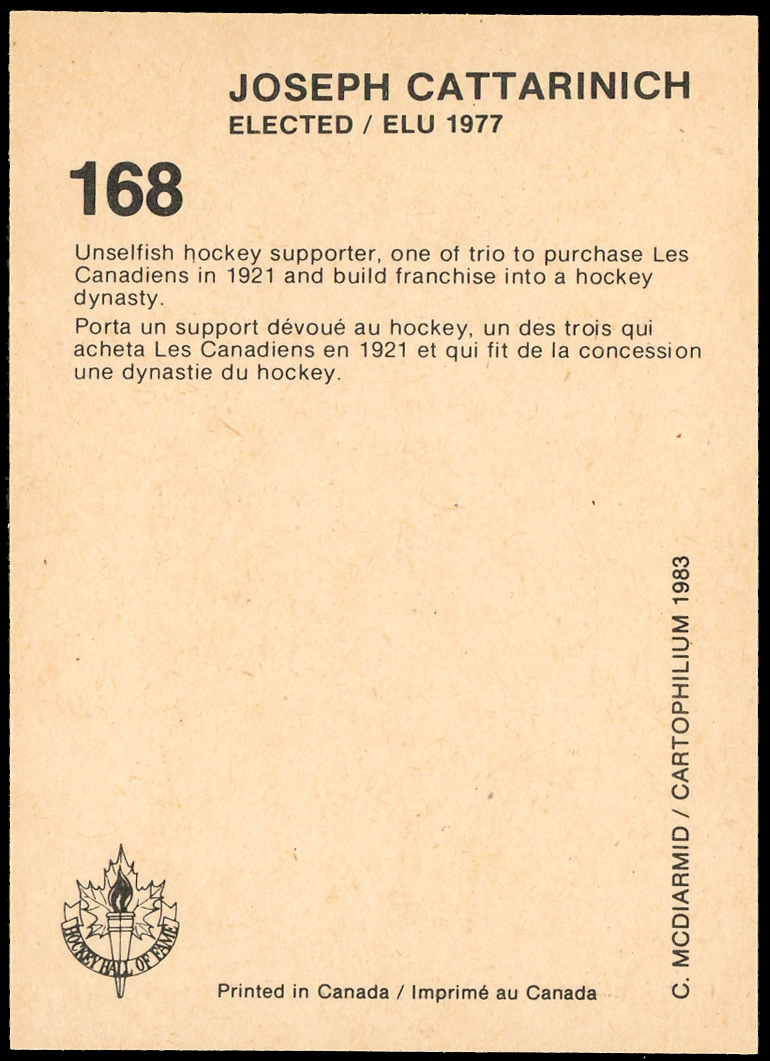 JOSEPH CATTARINICH
ELECTED / ELU 1977
168
Unselfish hockey supporter, one of trio to purchase Les
Canadiens in 1921 and build franchise into a hockey
dynasty.
Porta un support dévoué au hockey, un des trois qui
acheta Les Canadiens en 1921 et qui fit de la concession
une dynastie du hockey.
C. MCDIARMID / CARTOPHILIUM 1983
HOCKEY HALL OF FAME
Printed in Canada / Imprimé au Canada